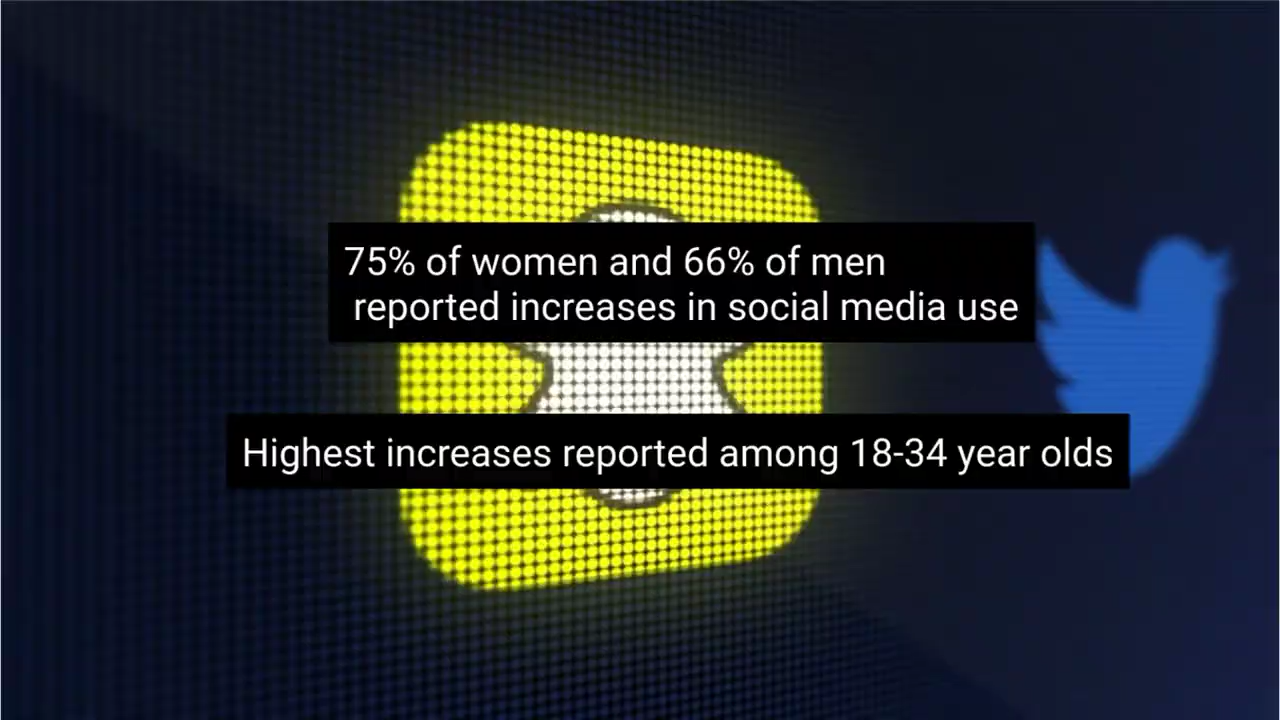 75% of women and 66% of men
reported increases in social media use
Highest increases reported among 18-34 year olds